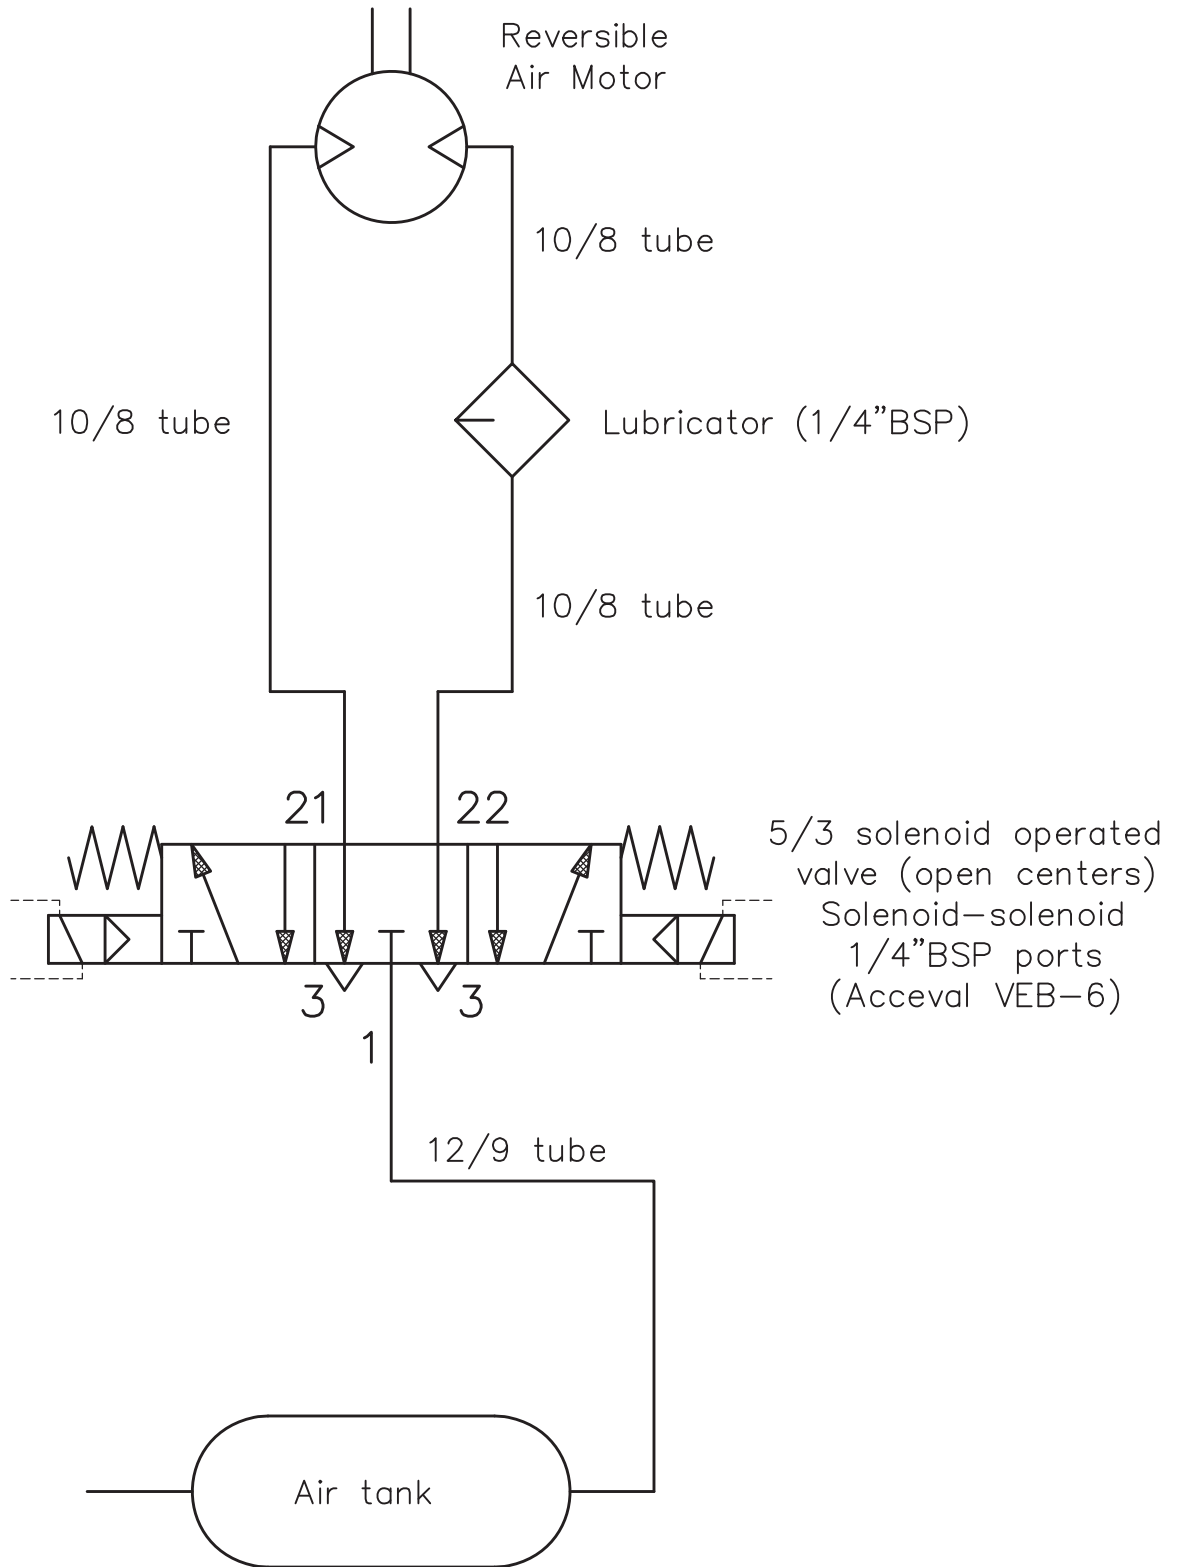 Reversible
Air Motor
10/8 tube
10/8 tube
Lubricator (1/4”BSP)
10/8 tube
21
22
5/3 solenoid operated
valve (open centers)
Solenoid-solenoid
1/4”BSP ports
(Acceval VEB-6)
3
3
1
12/9 tube
Air tank